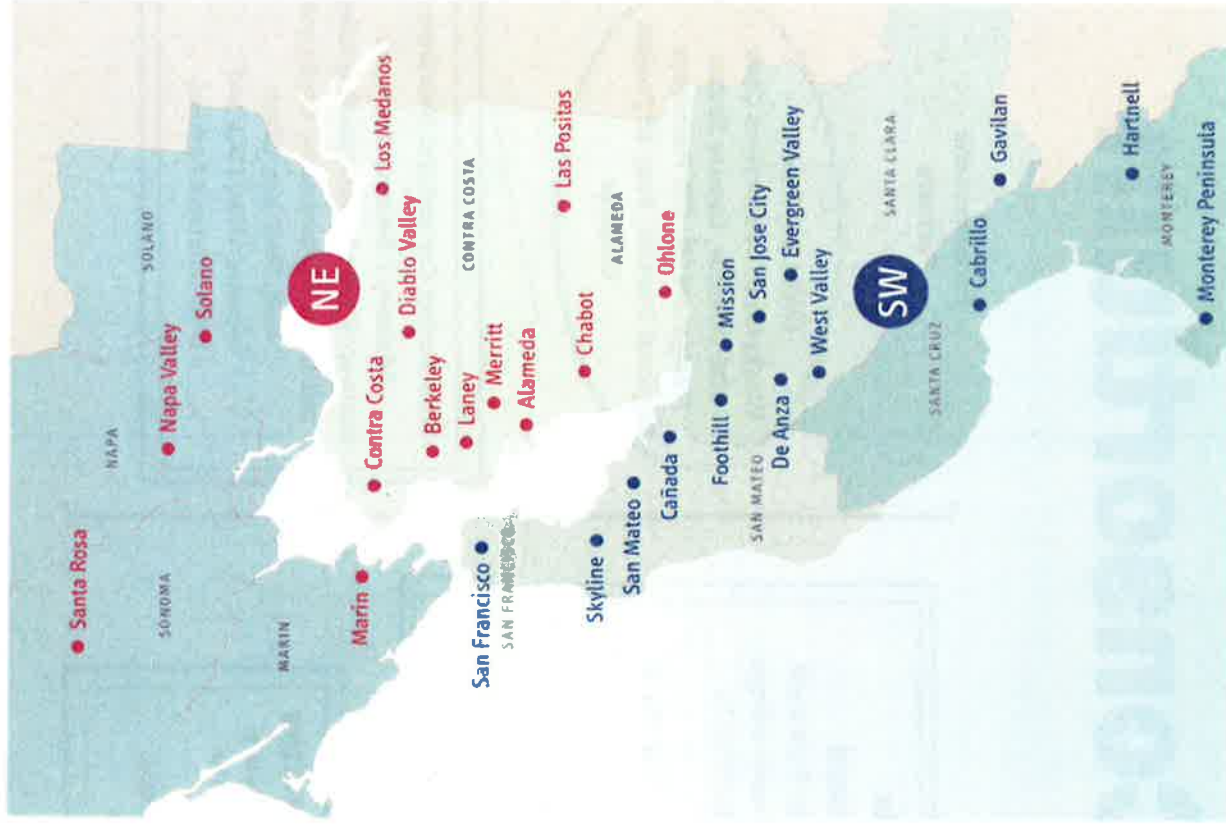 Santa Rosa
NAPA
Napa Valley
SOLANO
SONOMA
Solano
MARIN
NE
Marin
Contra Costa
Los Medanos
Diablo Valley
Berkeley
CONTRA COSTA
Laney
San Francisco
SAN FRANCISCO
Merritt
Alameda
Las Positas
Chabot
Skyline
ALAMEDA
San Mateo
Ohlone
Cañada
Foothill
Mission
SAN MATEO
San Jose City
De Anza
Evergreen Valley
West Valley
SANTA CLARA
SW
SANTA CRUZ
Cabrillo
Gavilan
Hartnell
MONTEREY
Monterey Peninsula